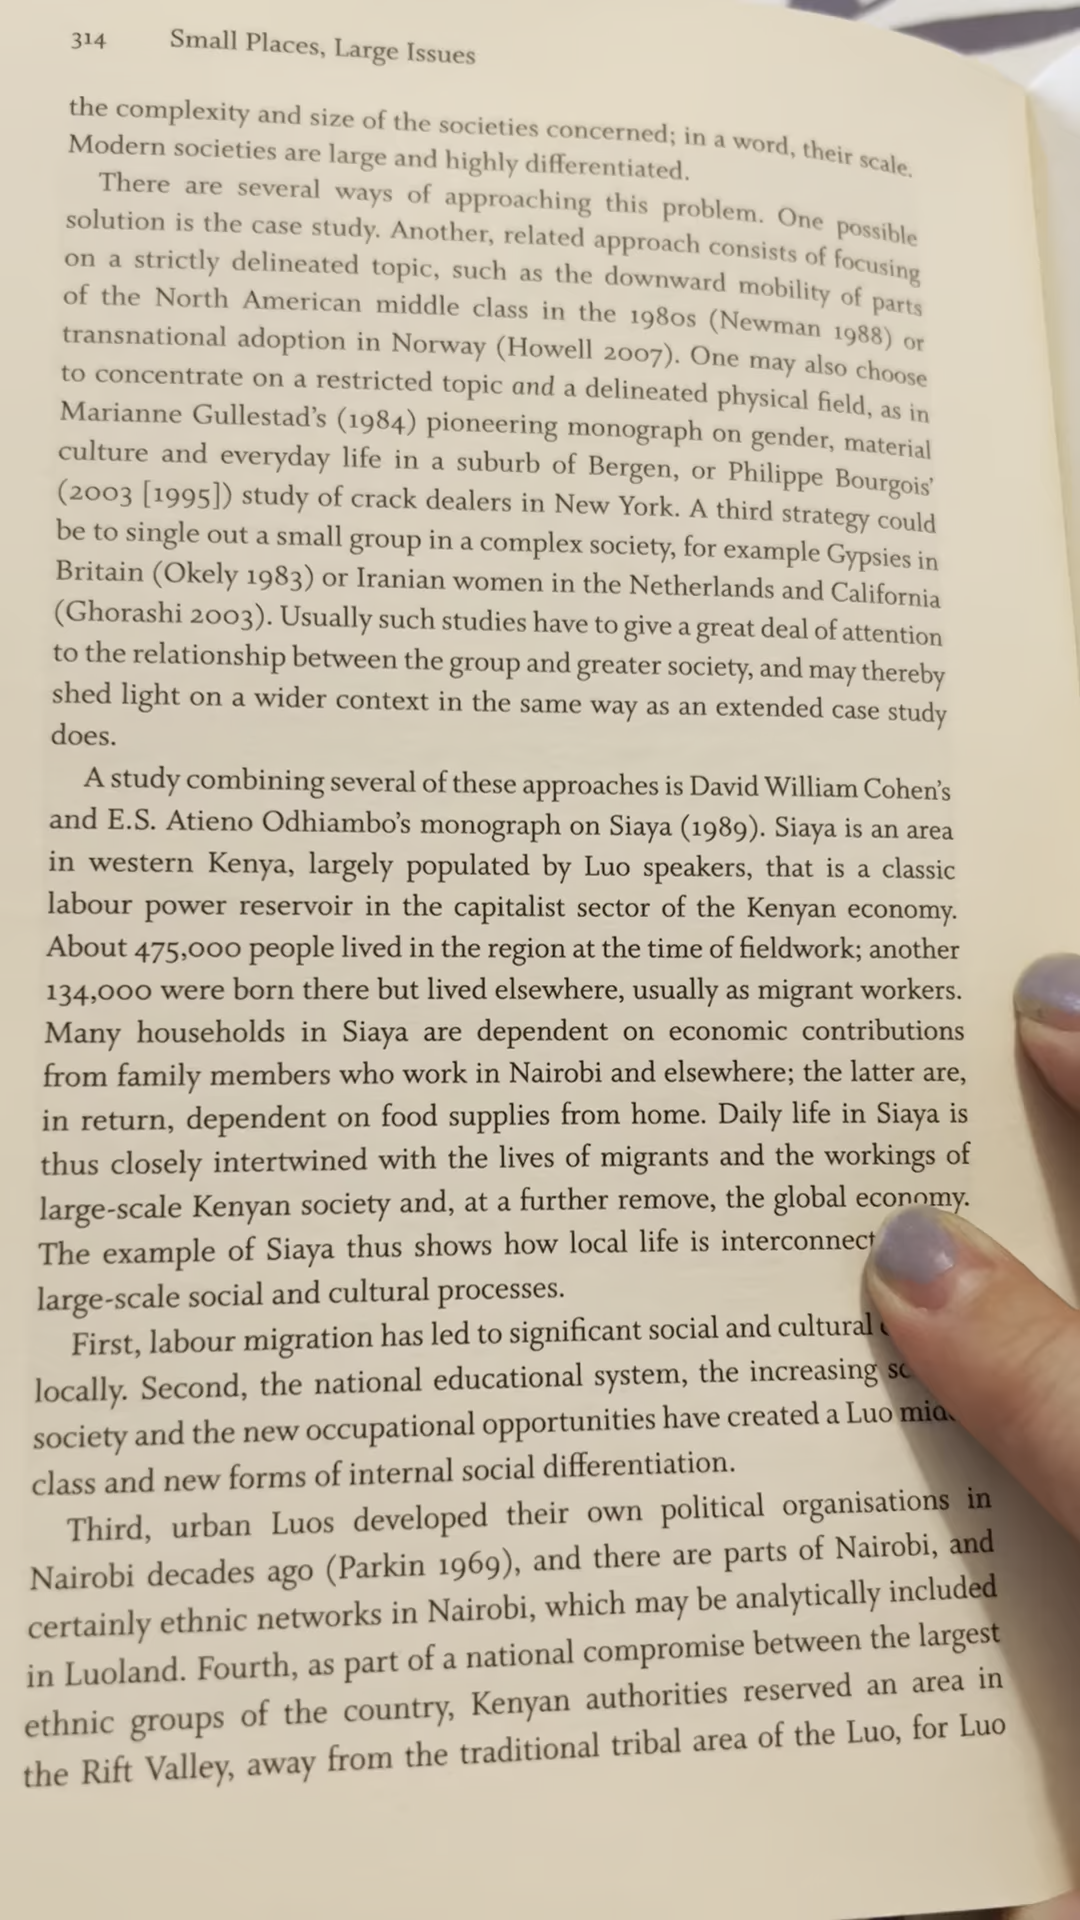 314 Small Places, Large Issues
the complexity and size of the societies concerned; in a word, their scale.
Modern societies are large and highly differentiated.
There are several ways of approaching this problem. One possible
solution is the case study. Another, related approach consists of focusing
on a strictly delineated topic, such as the downward mobility of parts
of the North American middle class in the 1980s (Newman 1988) or
transnational adoption in Norway (Howell 2007). One may also choose
to concentrate on a restricted topic and a delineated physical field, as in
Marianne Gullestad's (1984) pioneering monograph on gender, material
culture and everyday life in a suburb of Bergen, or Philippe Bourgois'
(2003 [1995]) study of crack dealers in New York. A third strategy could
be to single out a small group in a complex society, for example Gypsies in
Britain (Okely 1983) or Iranian women in the Netherlands and California
(Ghorashi 2003). Usually such studies have to give a great deal of attention
to the relationship between the group and greater society, and may thereby
shed light on a wider context in the same way as an extended case study
does.
A study combining several of these approaches is David William Cohen's
and E.S. Atieno Odhiambo's monograph on Siaya (1989). Siaya is an area
in western Kenya, largely populated by Luo speakers, that is a classic
labour power reservoir in the capitalist sector of the Kenyan economy.
About 475,000 people lived in the region at the time of fieldwork; another
134,000 were born there but lived elsewhere, usually as migrant workers.
Many households in Siaya are dependent on economic contributions
from family members who work in Nairobi and elsewhere; the latter are,
in return, dependent on food supplies from home. Daily life in Siaya is
thus closely intertwined with the lives of migrants and the workings of
large-scale Kenyan society and, at a further remove, the global economy.
The example of Siaya thus shows how local life is interconnect
large-scale social and cultural processes.
First, labour migration has led to significant social and cultural
locally. Second, the national educational system, the increasing
society and the new occupational opportunities have created a Luo
class and new forms of internal social differentiation.
Third, urban Luos developed their own political organisations in
Nairobi decades ago (Parkin 1969), and there are parts of Nairobi, and
certainly ethnic networks in Nairobi, which may be analytically included
in Luoland. Fourth, as part of a national compromise between the largest
ethnic groups of the country, Kenyan authorities reserved an area in
the Rift Valley, away from the traditional tribal area of the Luo, for Luo